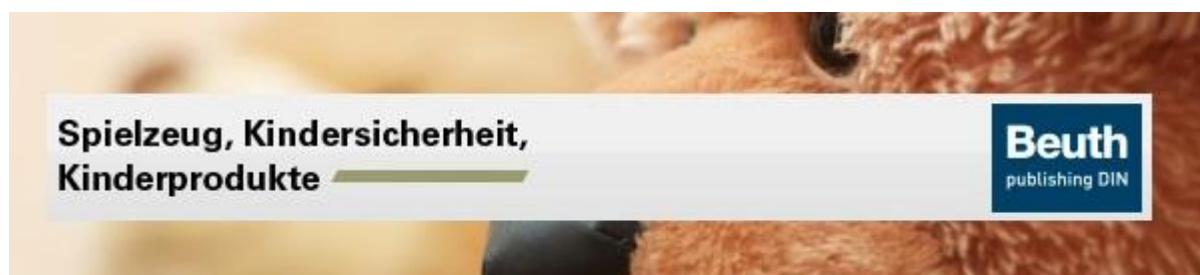 Spielzeug, Kindersicherheit,
Kinderprodukte
Beuth
publishing DIN